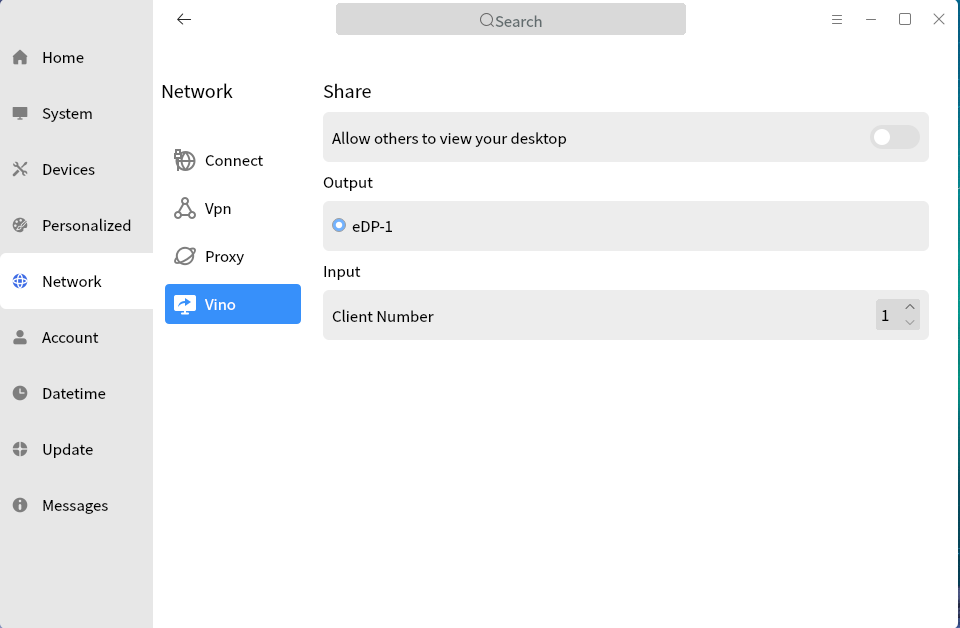 Search
Home
System
Devices
Personalized
Network
Account
Datetime
Update
Messages
Network
Connect
Vpn
Proxy
Vino
Share
Allow others to view your desktop
Output
eDP-1
Input
Client Number
1